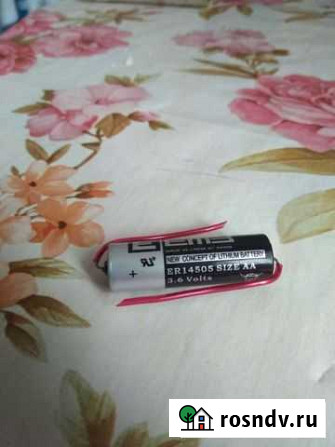 EEMB
NEW CONCEPT OF LITHIUM BATTERY
+
ER14505 SIZE AA
3.6 Volts
rosndv.ru